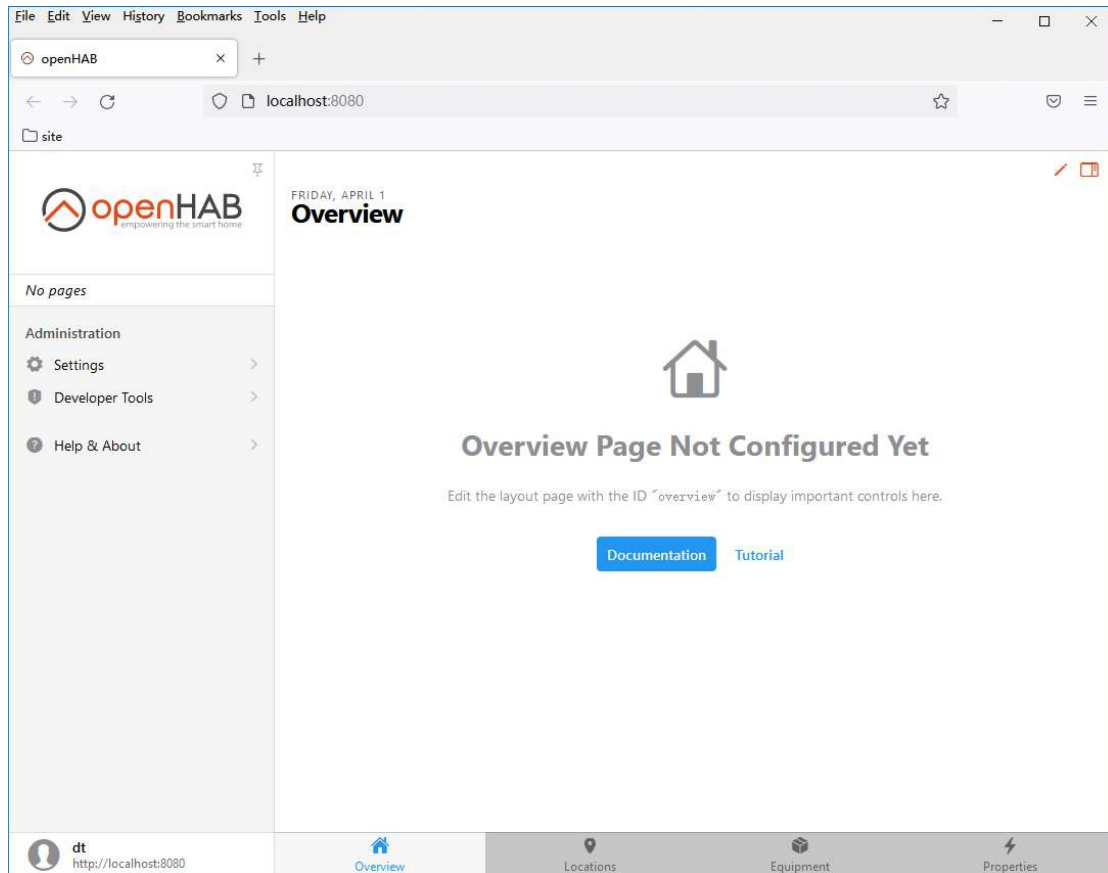 File Edit View History Bookmarks Tools Help
openHAB
localhost:8080
site
openHAB
empowering the smart home
No pages
Administration
Settings
Developer Tools
Help & About
dt
http://localhost:8080
FRIDAY, APRIL 1
Overview
Overview Page Not Configured Yet
Edit the layout page with the ID "overview" to display important controls here.
Documentation Tutorial
Overview Locations Equipment Properties